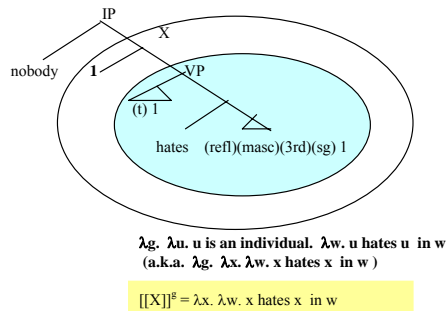 IP
X
nobody
1
VP
(t) 1
hates (refl)(masc)(3rd)(sg) 1
λg. λu. u is an individual. λw. u hates u in w
(a.k.a. λg. λx. λw. x hates x in w )
[[X]]g = λx. λw. x hates x in w